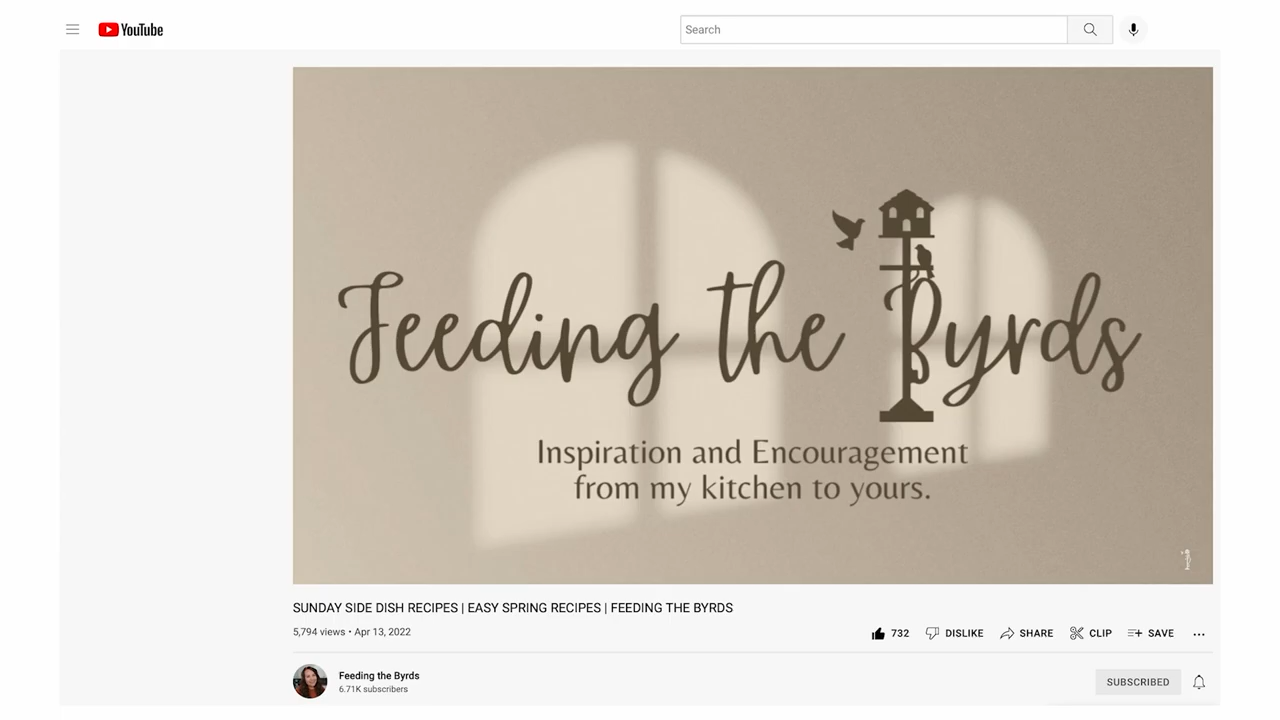 YouTube
Search
Feeding the Byrds
Inspiration and Encouragement
from my kitchen to yours.
SUNDAY SIDE DISH RECIPES | EASY SPRING RECIPES | FEEDING THE BYRDS
5,794 views • Apr 13, 2022
732 DISLIKE SHARE CLIP SAVE
Feeding the Byrds
6.71K subscribers
SUBSCRIBED